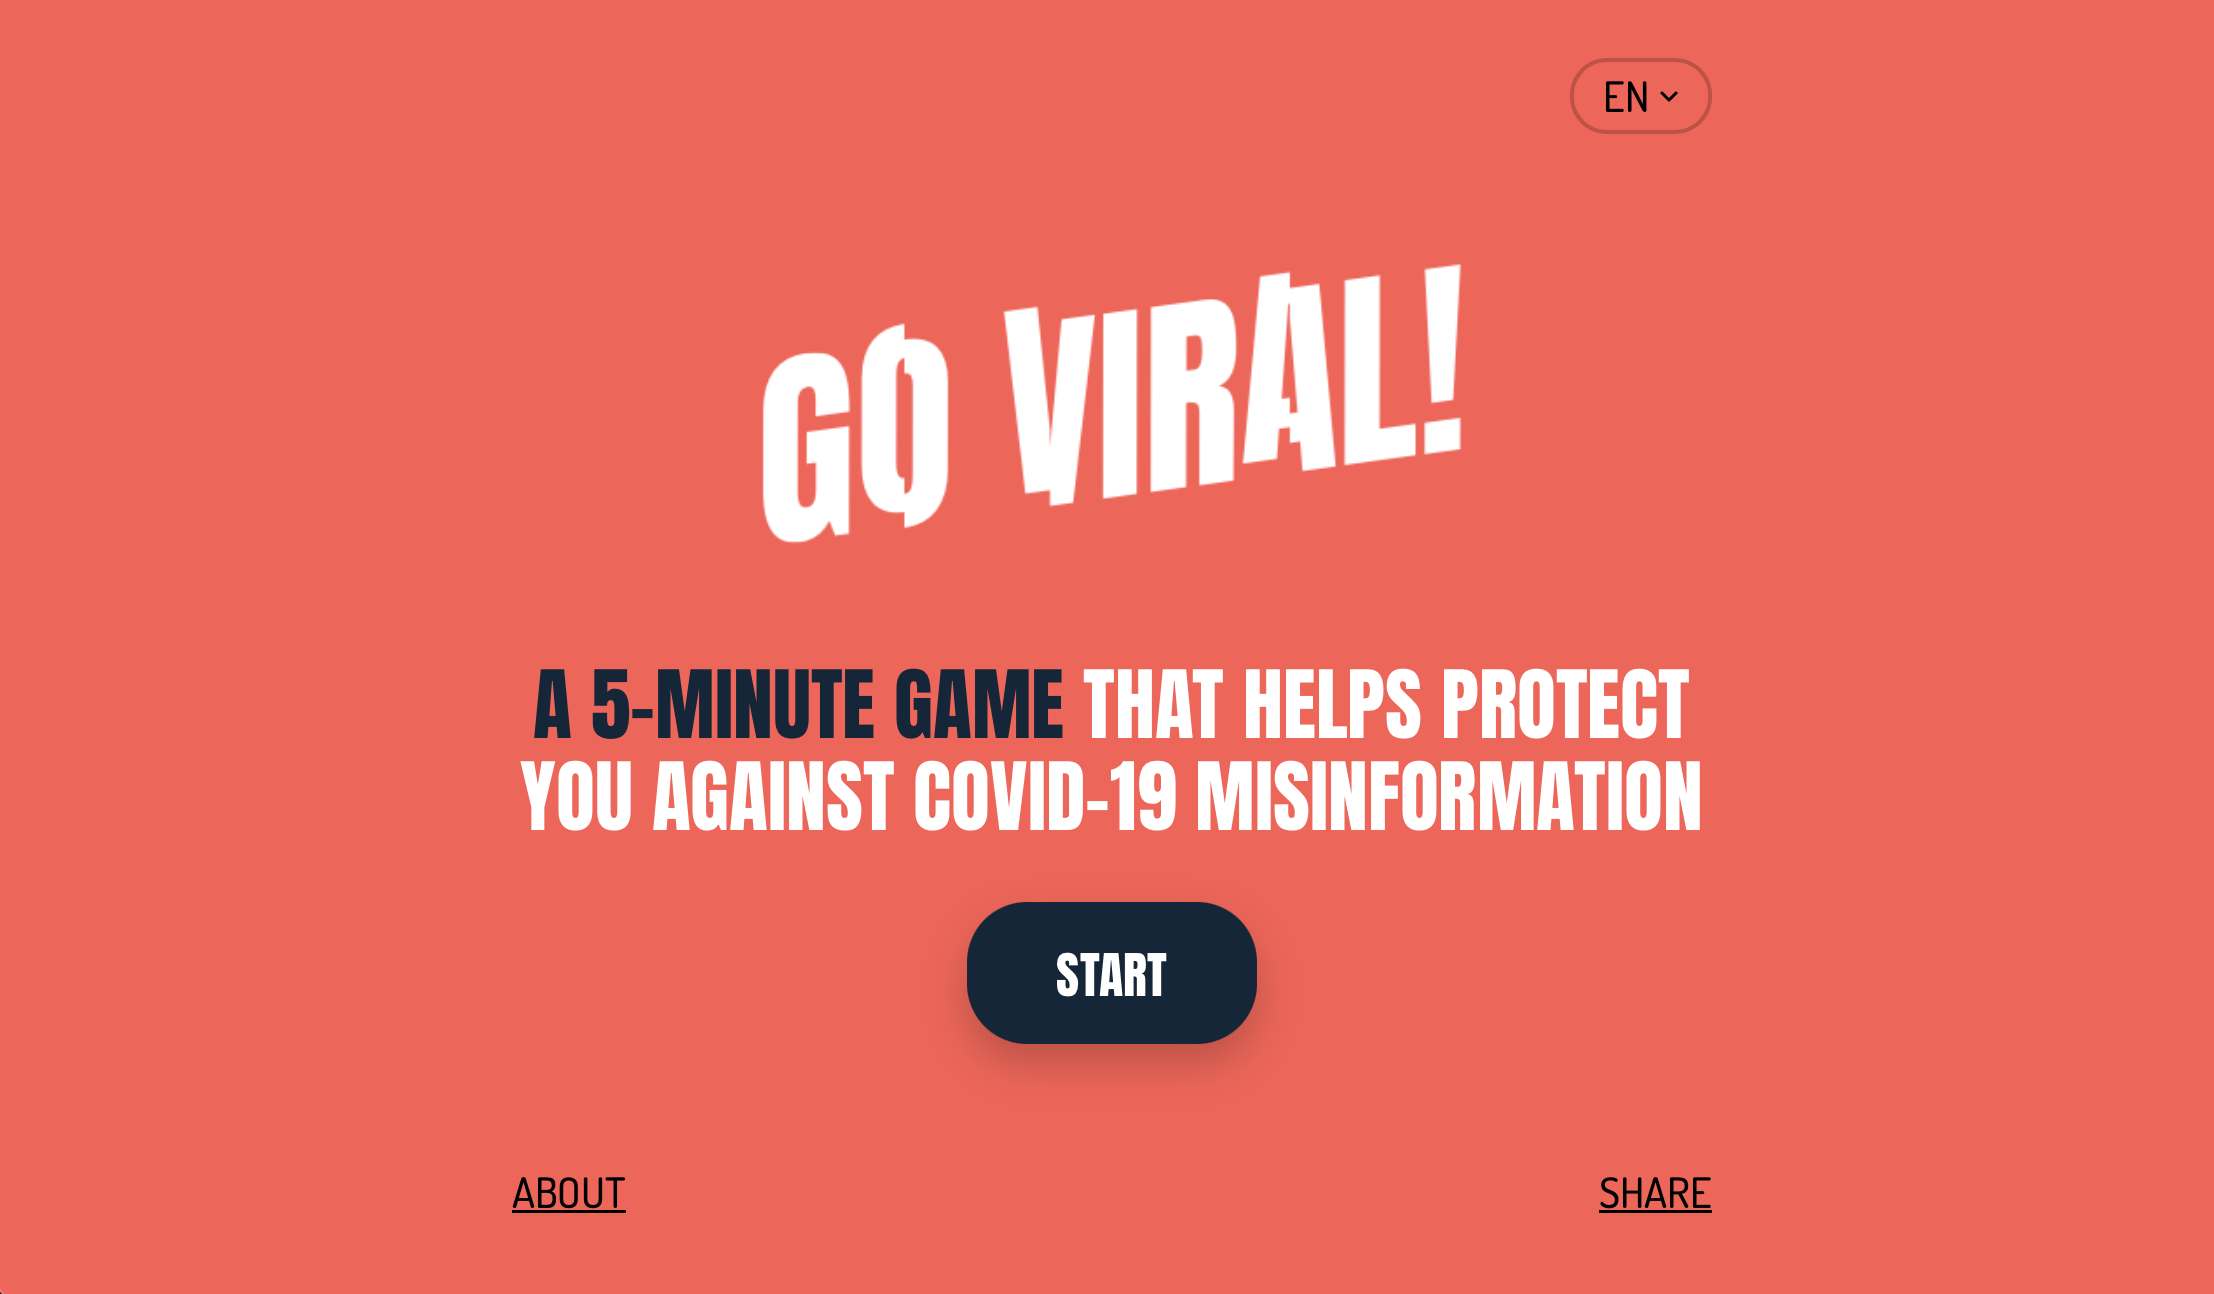 EN
GO VIRAL!
A 5-MINUTE GAME THAT HELPS PROTECT
YOU AGAINST COVID-19 MISINFORMATION
START
ABOUT
SHARE